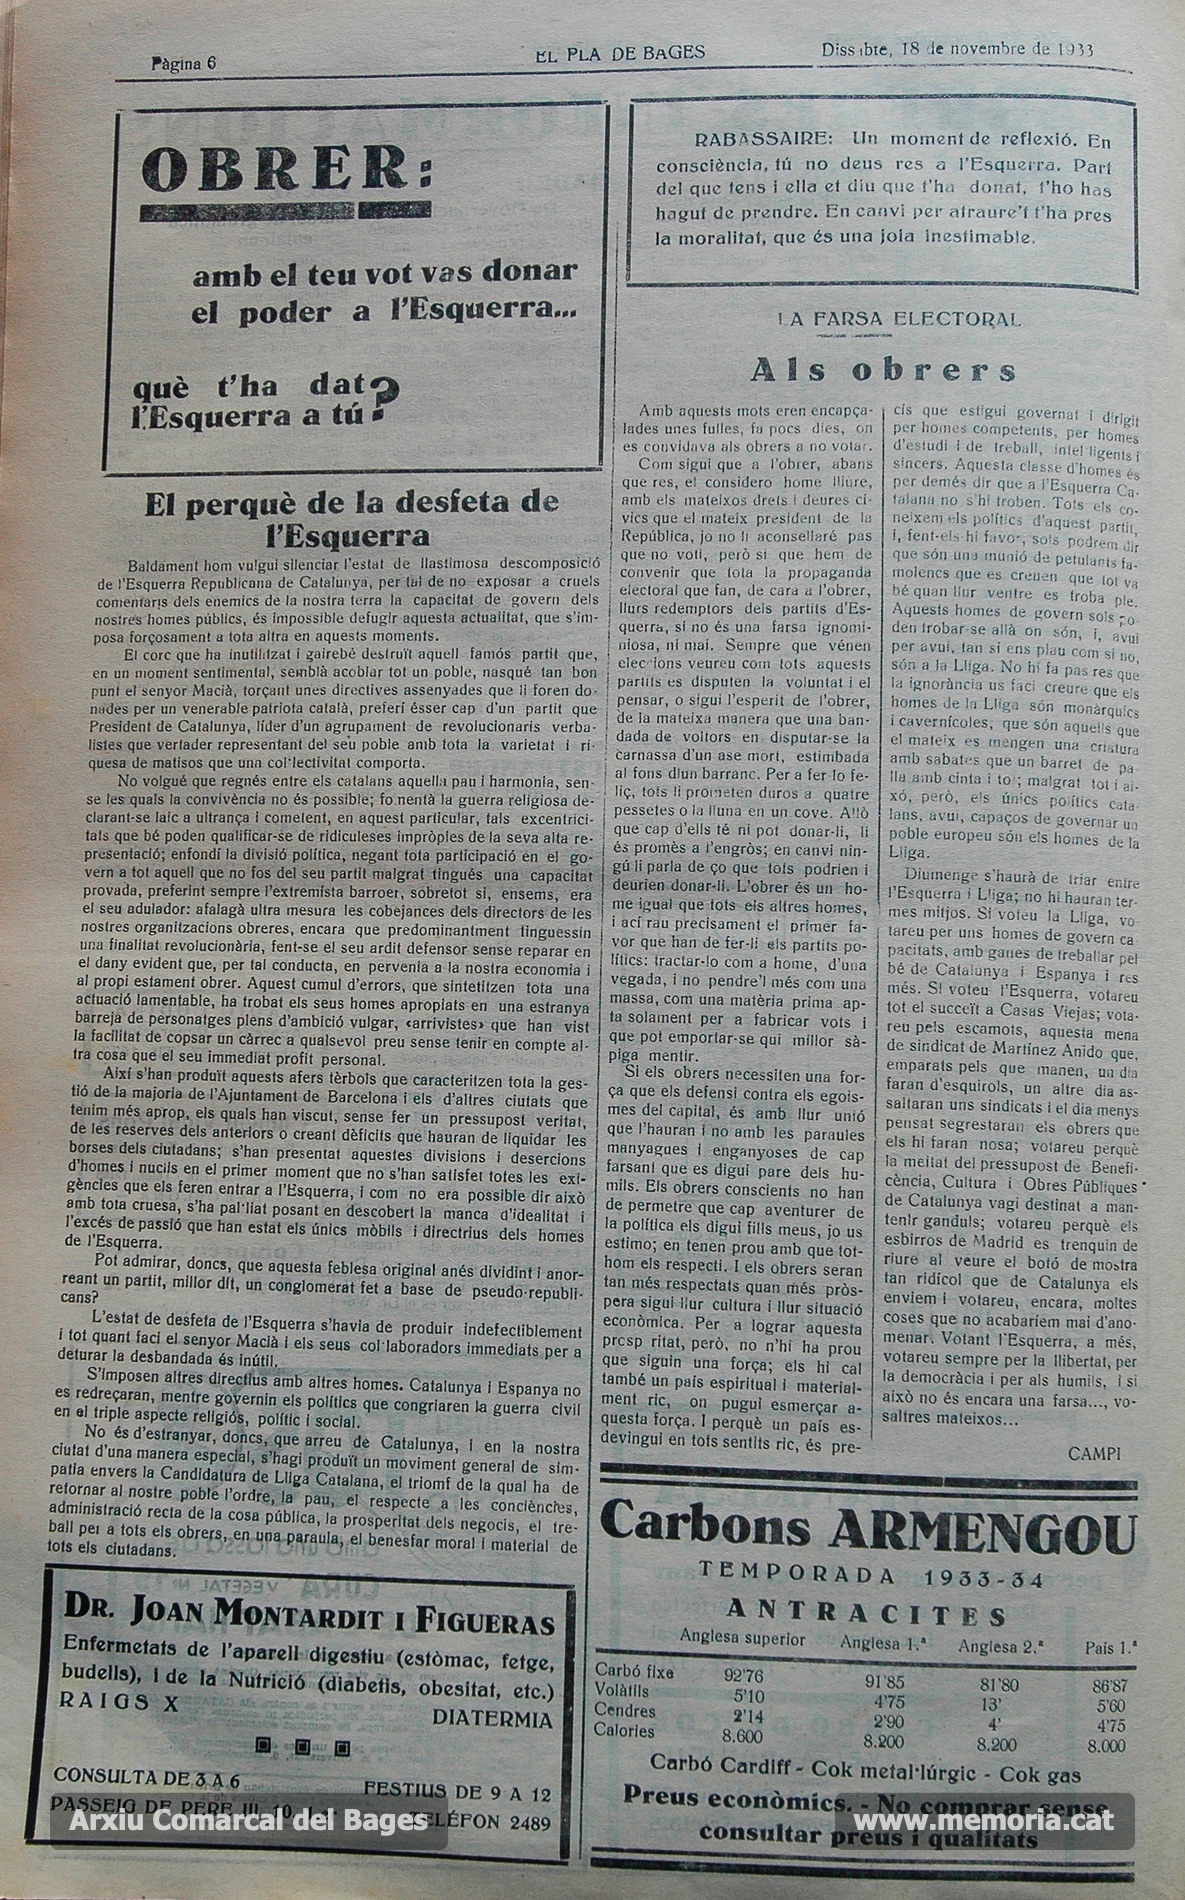 Pàgina 6
EL PLA DE BAGES
Dissabte, 18 de novembre de 1933
OBRER:
amb el teu vot vas donar
el poder a l'Esquerra...
què t'ha dat
l'Esquerra a tú?
El perquè de la desfeta de
l'Esquerra
Baldament hom vulgui silenciar l'estat de llastimosa descomposició
de l'Esquerra Republicana de Catalunya, per tal de no exposar a cruels
comentaris dels enemics de la nostra terra la capacitat de govern dels
nostres homes públics, és impossible defugir aquesta actualitat, que s'im-
posa forçosament a tota altra en aquests moments.
El corc que ha inutilitzat i gairebé destruït aquell famós partit que,
en un moment sentimental, semblà acoblar tot un poble, nasqué tan bon
punt el senyor Macià, torçant unes directives assenyades que li foren do-
nades per un venerable patriota català, preferí ésser cap d'un partit que
President de Catalunya, líder d'un agrupament de revolucionaris verba-
listes que vertader representant del seu poble amb tota la varietat i ri-
quesa de matisos que una col·lectivitat comporta.
No volgué que regnés entre els catalans aquella pau i harmonia, sen-
se les quals la convivència no és possible; fomentà la guerra religiosa de-
clarant-se laic a ultrança i cometent, en aquest particular, tals excentrici-
tats que bé poden qualificar-se de ridiculeses impròples de la seva alta re-
presentació; enfondí la divisió política, negant tota participació en el go-
vern a tot aquell que no fos del seu partit malgrat tingués una capacitat
provada, preferint sempre l'extremista barroer, sobretot si, ensems, era
el seu adulador: afalagà ultra mesura les cobejances dels directors de les
nostres organitzacions obreres, encara que predominantment tinguessin
una finalitat revolucionària, fent-se el seu ardit defensor sense reparar en
el dany evident que, per tal conducta, en pervenia a la nostra economia i
al propi estament obrer. Aquest cumul d'errors, que sintetitzen tota una
actuació lamentable, ha trobat els seus homes apropiats en una estranya
barreja de personatges plens d'ambició vulgar, «arrivistes» que han vist
la facilitat de copsar un càrrec a qualsevol preu sense tenir en compte al-
tra cosa que el seu immediat profit personal.
Així s'han produït aquests afers tèrbols que caracteritzen tota la ges-
tió de la majoria de l'Ajuntament de Barcelona i els d'altres ciutats que
tenim més aprop, els quals han viscut, sense fer un pressupost veritat,
de les reserves dels anteriors o creant dèficits que hauran de liquidar les
borses dels ciutadans; s'han presentat aquestes divisions i desercions
d'homes i nuclis en el primer moment que no s'han satisfet totes les exi-
gències que els feren entrar a l'Esquerra, i com no era possible dir això
amb tota cruesa, s'ha pal·liat posant en descobert la manca d'idealitat i
l'excés de passió que han estat els únics mòbils i directrius dels homes
de l'Esquerra.
Pot admirar, doncs, que aquesta feblesa original anés dividint i anor-
reant un partit, millor dit, un conglomerat fet a base de pseudo-republi-
cans?
L'estat de desfeta de l'Esquerra s'havia de produir indefectiblement
i tot quant faci el senyor Macià i els seus col·laboradors immediats per a
deturar la desbandada és inútil.
S'imposen altres directius amb altres homes. Catalunya i Espanya no
es redreçaran, mentre governin els polítics que congriaren la guerra civil
en el triple aspecte religiós, polític i social.
No és d'estranyar, doncs, que arreu de Catalunya, i en la nostra
ciutat d'una manera especial, s'hagi produït un moviment general de sim-
patia envers la Candidatura de Lliga Catalana, el triomf de la qual ha de
retornar al nostre poble l'ordre, la pau, el respecte a les conciències,
administració recta de la cosa pública, la prosperitat dels negocis, el tre-
ball per a tots els obrers, en una paraula, el benesfar moral i material de
tots els ciutadans.
DR. JOAN MONTARDIT I FIGUERAS
Enfermetats de l'aparell digestiu (estòmac, fetge,
budells), i de la Nutrició (diabetis, obesitat, etc.)
RAIGS X
DIATERMIA
CONSULTA DE 3 A 6
FESTIUS DE 9 A 12
PASSEIG DE PERE III, 10,
TELÉFON 2489
RABASSAIRE: Un moment de reflexió. En
consciència, tú no deus res a l'Esquerra. Part
del que tens i ella et diu que t'ha donat, t'ho has
hagut de prendre. En canvi per atraure't t'ha pres
la moralitat, que és una joia inestimable.
LA FARSA ELECTORAL
Als obrers
Amb aquests mots eren encapça-
lades unes fulles, fa pocs dies, on
es convidava als obrers a no votar.
Com sigui que a l'obrer, abans
que res, el considero home lliure,
amb els mateixos drets i deures cí-
vics que el mateix president de la
República, jo no li aconsellaré pas
que no voti, però si que hem de
convenir que tota la propaganda
electoral que fan, de cara a l'obrer,
llurs redemptors dels partits d'Es-
querra, si no és una farsa ignomi-
niosa, ni mai. Sempre que vénen
eleccions veureu com tots aquests
partits es disputen la voluntat i el
pensar, o sigui l'esperit de l'obrer,
de la mateixa manera que una ban-
dada de voltors en disputar-se la
carnassa d'un ase mort, estimbada
al fons d'un barranc. Per a fer lo fe-
liç, tots li prometen duros a quatre
pessetes o la lluna en un cove. Allò
que cap d'ells té ni pot donar-li, li
és promès a l'engròs; en canvi nin-
gú li parla de ço que tots podrien i
deurien donar-li. L'obrer és un ho-
me igual que tots els altres homes,
i ací rau precisament el primer fa-
vor que han de fer-li els partits po-
lítics: tractar-lo com a home, d'una
vegada, i no pendre'l més com una
massa, com una matèria prima ap-
ta solament per a fabricar vots i
que pot emportar-se qui millor sà-
piga mentir.
Si els obrers necessiten una for-
ça que els defensi contra els egois-
mes del capital, és amb llur unió
que l'hauran i no amb les paraules
manyagues i enganyoses de cap
farsant que es digui pare dels hu-
mils. Els obrers conscients no han
de permetre que cap aventurer de
la política els digui fills meus, jo us
estimo; en tenen prou amb que tot-
hom els respecti. I els obrers seran
tan més respectats quan més pròs-
pera sigui llur cultura i llur situació
econòmica. Per a lograr aquesta
prosp ritat, però, no n'hi ha prou
que siguin una força; els hi cal
també un país espiritual i material-
ment ric, on pugui esmerçar a-
questa força. I perquè un país es-
devingui en tots sentits ric, és pre-
cís que estigui governat i dirigit
per homes competents, per homes
d'estudi i de treball, intel·ligents i
sincers. Aquesta classe d'homes és
per demés dir que a l'Esquerra Ca-
talana no s'hi troben. Tots els co-
neixem els polítics d'aquest partit,
i, fent-els-hi favor, sols podrem dir
que són una munió de petulants fa-
molencs que es creuen que tot va
bé quan llur ventre es troba ple.
Aquests homes de govern sols po-
den trobar-se allà on són, i, avui
per avui, tan si ens plau com si no,
són a la Lliga. No hi fa pas res que
la ignorància us faci creure que els
homes de la Lliga són monàrquics
i cavernícoles, que són aquells que
el mateix es mengen una criatura
amb sabates que un barret de pa-
lla amb cinta i tot; malgrat tot i ai-
xó, però, els únics polítics cata-
lans, avui, capaços de governar un
poble europeu són els homes de la
Lliga.
Diumenge s'haurà de triar entre
l'Esquerra i Lliga; no hi hauran ter-
mes mitjos. Si voteu la Lliga, vo-
tareu per uns homes de govern ca
pacitats, amb ganes de treballar pel
bé de Catalunya i Espanya i res
més. Si voteu l'Esquerra, votareu
tot el succeït a Casas Viejas; vota-
reu pels escamots, aquesta mena
de sindicat de Martínez Anido que,
emparats pels que manen, un dia
faran d'esquirols, un altre dia as-
saltaran uns sindicats i el dia menys
pensat segrestaran els obrers que
els hi faran nosa; votareu perquè
la meitat del pressupost de Benefi-
cència, Cultura i Obres Públiques
de Catalunya vagi destinat a man-
tenir ganduls; votareu perquè els
esbirros de Madrid es trenquin de
riure al veure el botó de mostra
tan ridícol que de Catalunya els
enviem i votareu, encara, moltes
coses que no acabaríem mai d'ano-
menar. Votant l'Esquerra, a més,
votareu sempre per la llibertat, per
la democràcia i per als humils, i si
això no és encara una farsa..., vo-
saltres mateixos...
CAMPI
Carbons ARMENGOU
TEMPORADA 1933-34
ANTRACITES
Anglesa superior Anglesa 1.ª Anglesa 2.ª País 1.ª
Carbó fixe 92'76 91'85 81'80 86'87
Volàtils 5'10 4'75 13' 5'60
Cendres 2'14 2'90 4' 4'75
Calories 8.600 8.200 8.200 8.000
Carbó Cardiff - Cok metal·lúrgic - Cok gas
Preus econòmics. - No comprar sense
consultar preus i qualitats
Arxiu Comarcal del Bages
www.memoria.cat